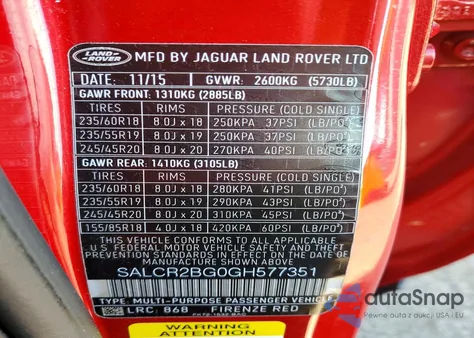 LAND-ROVER MFD BY JAGUAR LAND ROVER LTD
DATE: 11/15 GVWR: 2600KG (5730LB)
GAWR FRONT: 1310KG (2885LB)
TIRES RIMS PRESSURE (COLD SINGLE)
235/60R18 8.0J x 18 250KPA 37PSI (LB/PO²)
235/55R19 8.0J x 19 250KPA 37PSI (LB/PO²)
245/45R20 8.0J x 20 270KPA 40PSI (LB/PO²)
GAWR REAR: 1410KG (3105LB)
TIRES RIMS PRESSURE (COLD SINGLE)
235/60R18 8.0J x 18 280KPA 41PSI (LB/PO²)
235/55R19 8.0J x 19 290KPA 43PSI (LB/PO²)
245/45R20 8.0J x 20 310KPA 45PSI (LB/PO²)
155/85R18 4.0J x 18 420KPA 60PSI (LB/PO²)
THIS VEHICLE CONFORMS TO ALL APPLICABLE
U.S. FEDERAL MOTOR VEHICLE SAFETY AND THEFT
PREVENTION STANDARDS IN EFFECT ON THE DATE OF
MANUFACTURE SHOWN ABOVE
SALCR2BG0GH577351
TYPE: MULTI-PURPOSE PASSENGER VEHICLE
LRC: 868 FIRENZE RED
autoSnap
Pewne auto z aukcji USA i EU